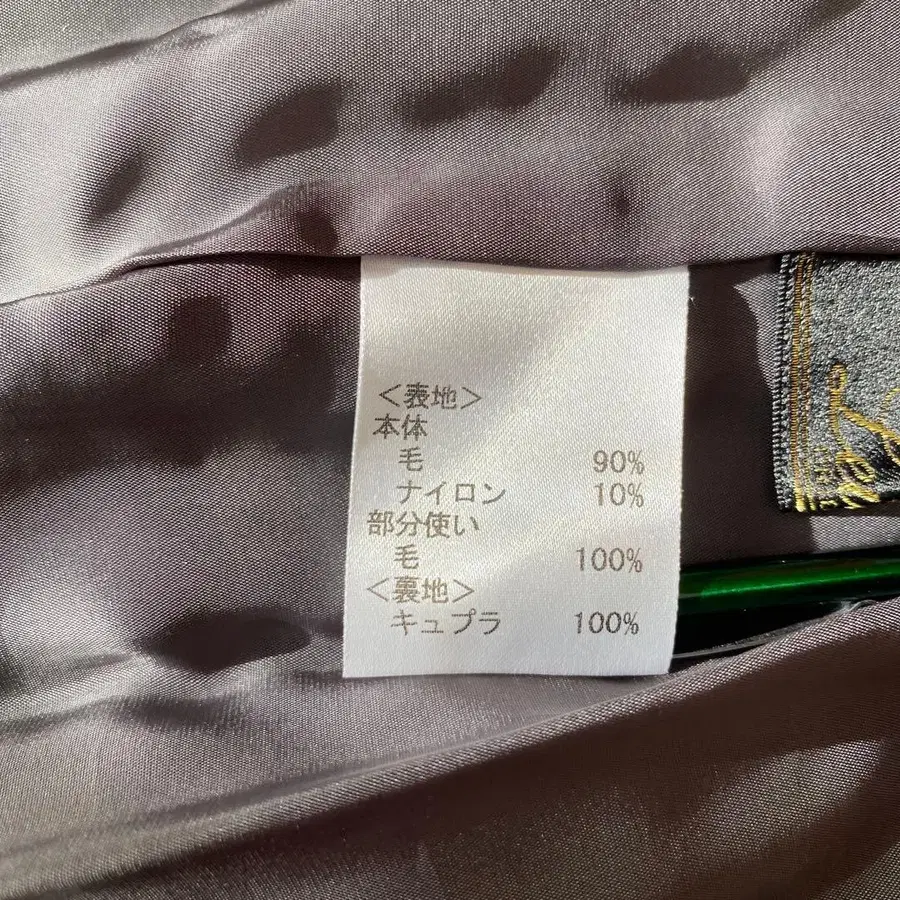 ＜表地＞
本体
毛 90%
ナイロン 10%
部分使い
毛 100%
＜裏地＞
キュプラ 100%